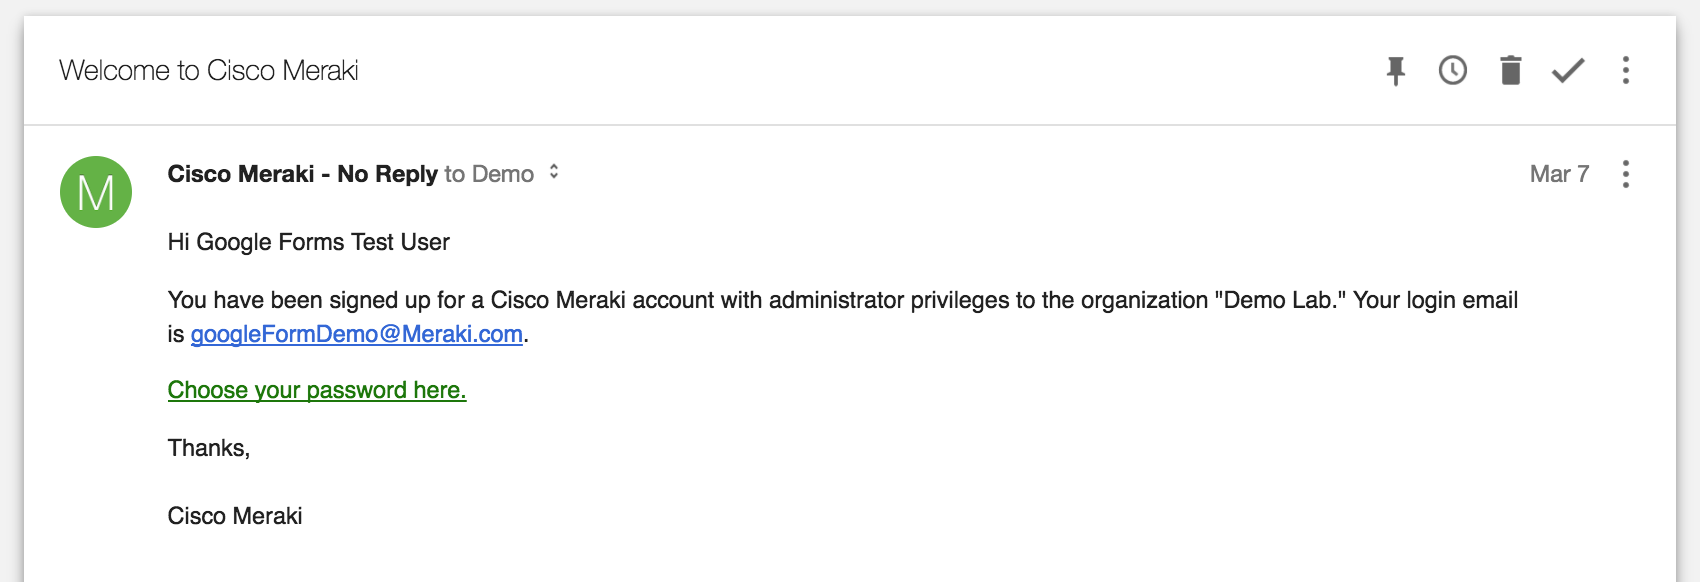 Welcome to Cisco Meraki
M
Cisco Meraki - No Reply to Demo
Mar 7
Hi Google Forms Test User
You have been signed up for a Cisco Meraki account with administrator privileges to the organization "Demo Lab." Your login email
is googleFormDemo@Meraki.com.
Choose your password here.
Thanks,
Cisco Meraki